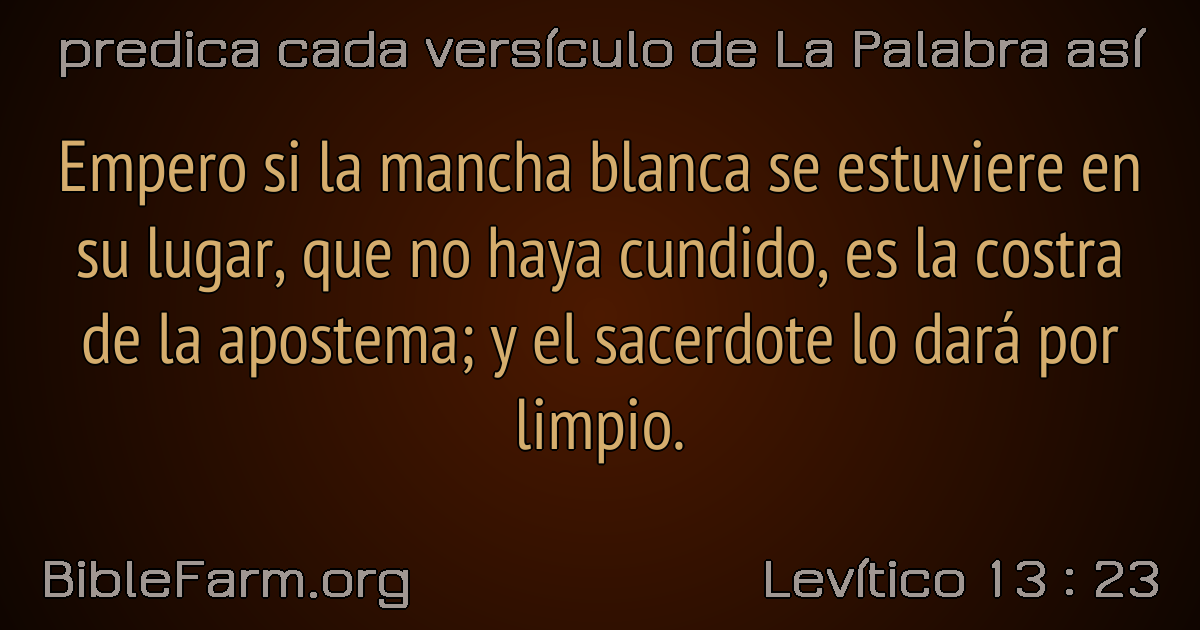 predica cada versículo de La Palabra así
Empero si la mancha blanca se estuviere en
su lugar, que no haya cundido, es la costra
de la apostema; y el sacerdote lo dará por
limpio.
BibleFarm.org
Levítico 13 : 23